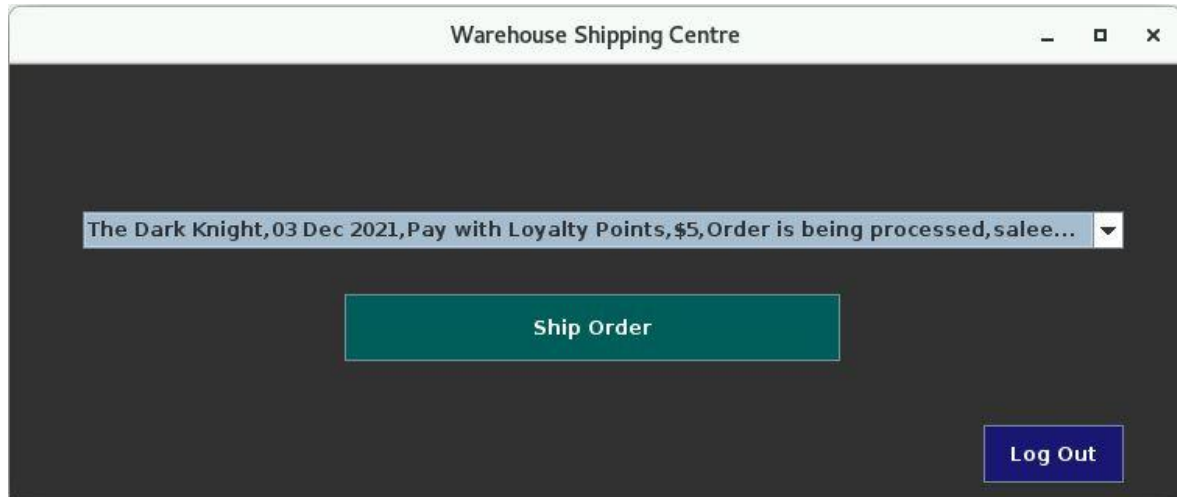 Warehouse Shipping Centre
The Dark Knight,03 Dec 2021,Pay with Loyalty Points,$5,Order is being processed,salee...
Ship Order
Log Out